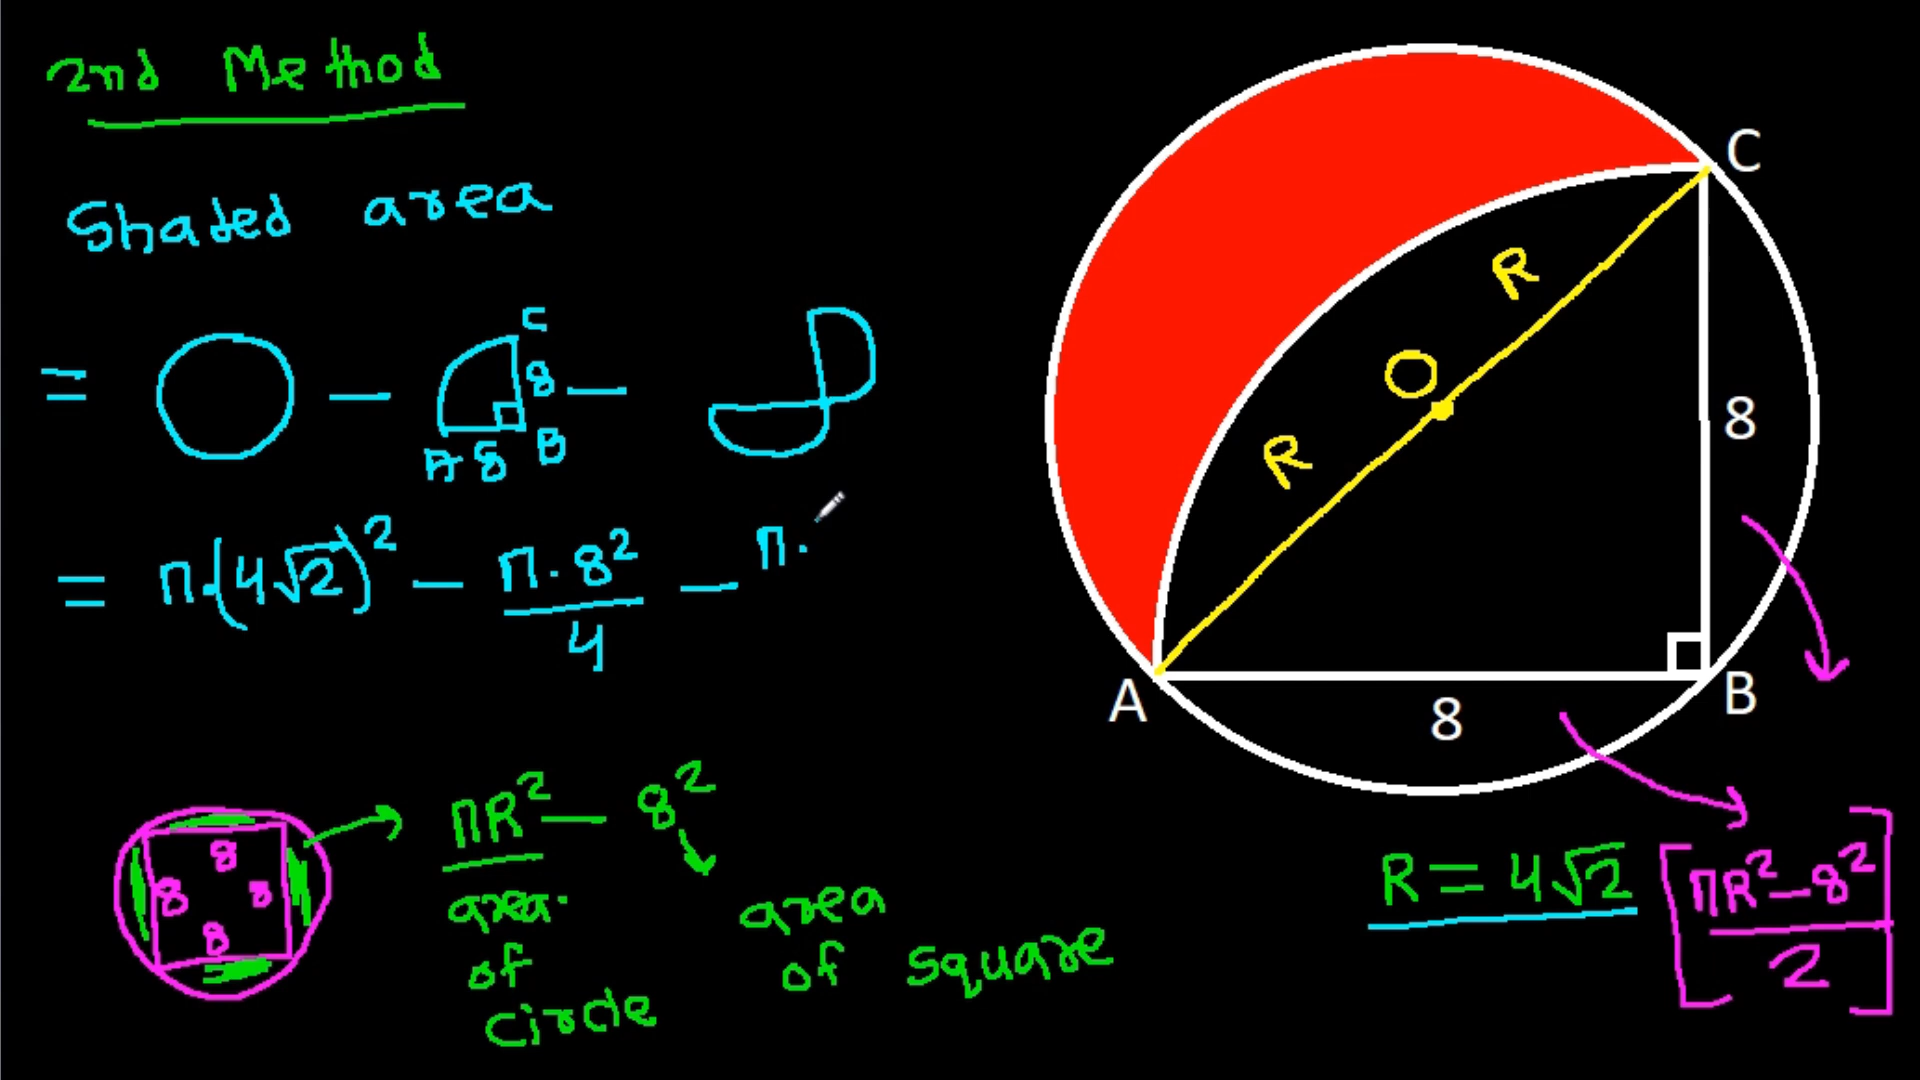 2nd Method
Shaded area
= ○ − C 8 A 8 B −
= π.(4√2)² − π.8²/4 − π.
8 8 8 8
πR² − 8²
area of circle
area of square
C
R
O
R
8
A
B
8
R = 4√2 [πR² − 8² / 2]